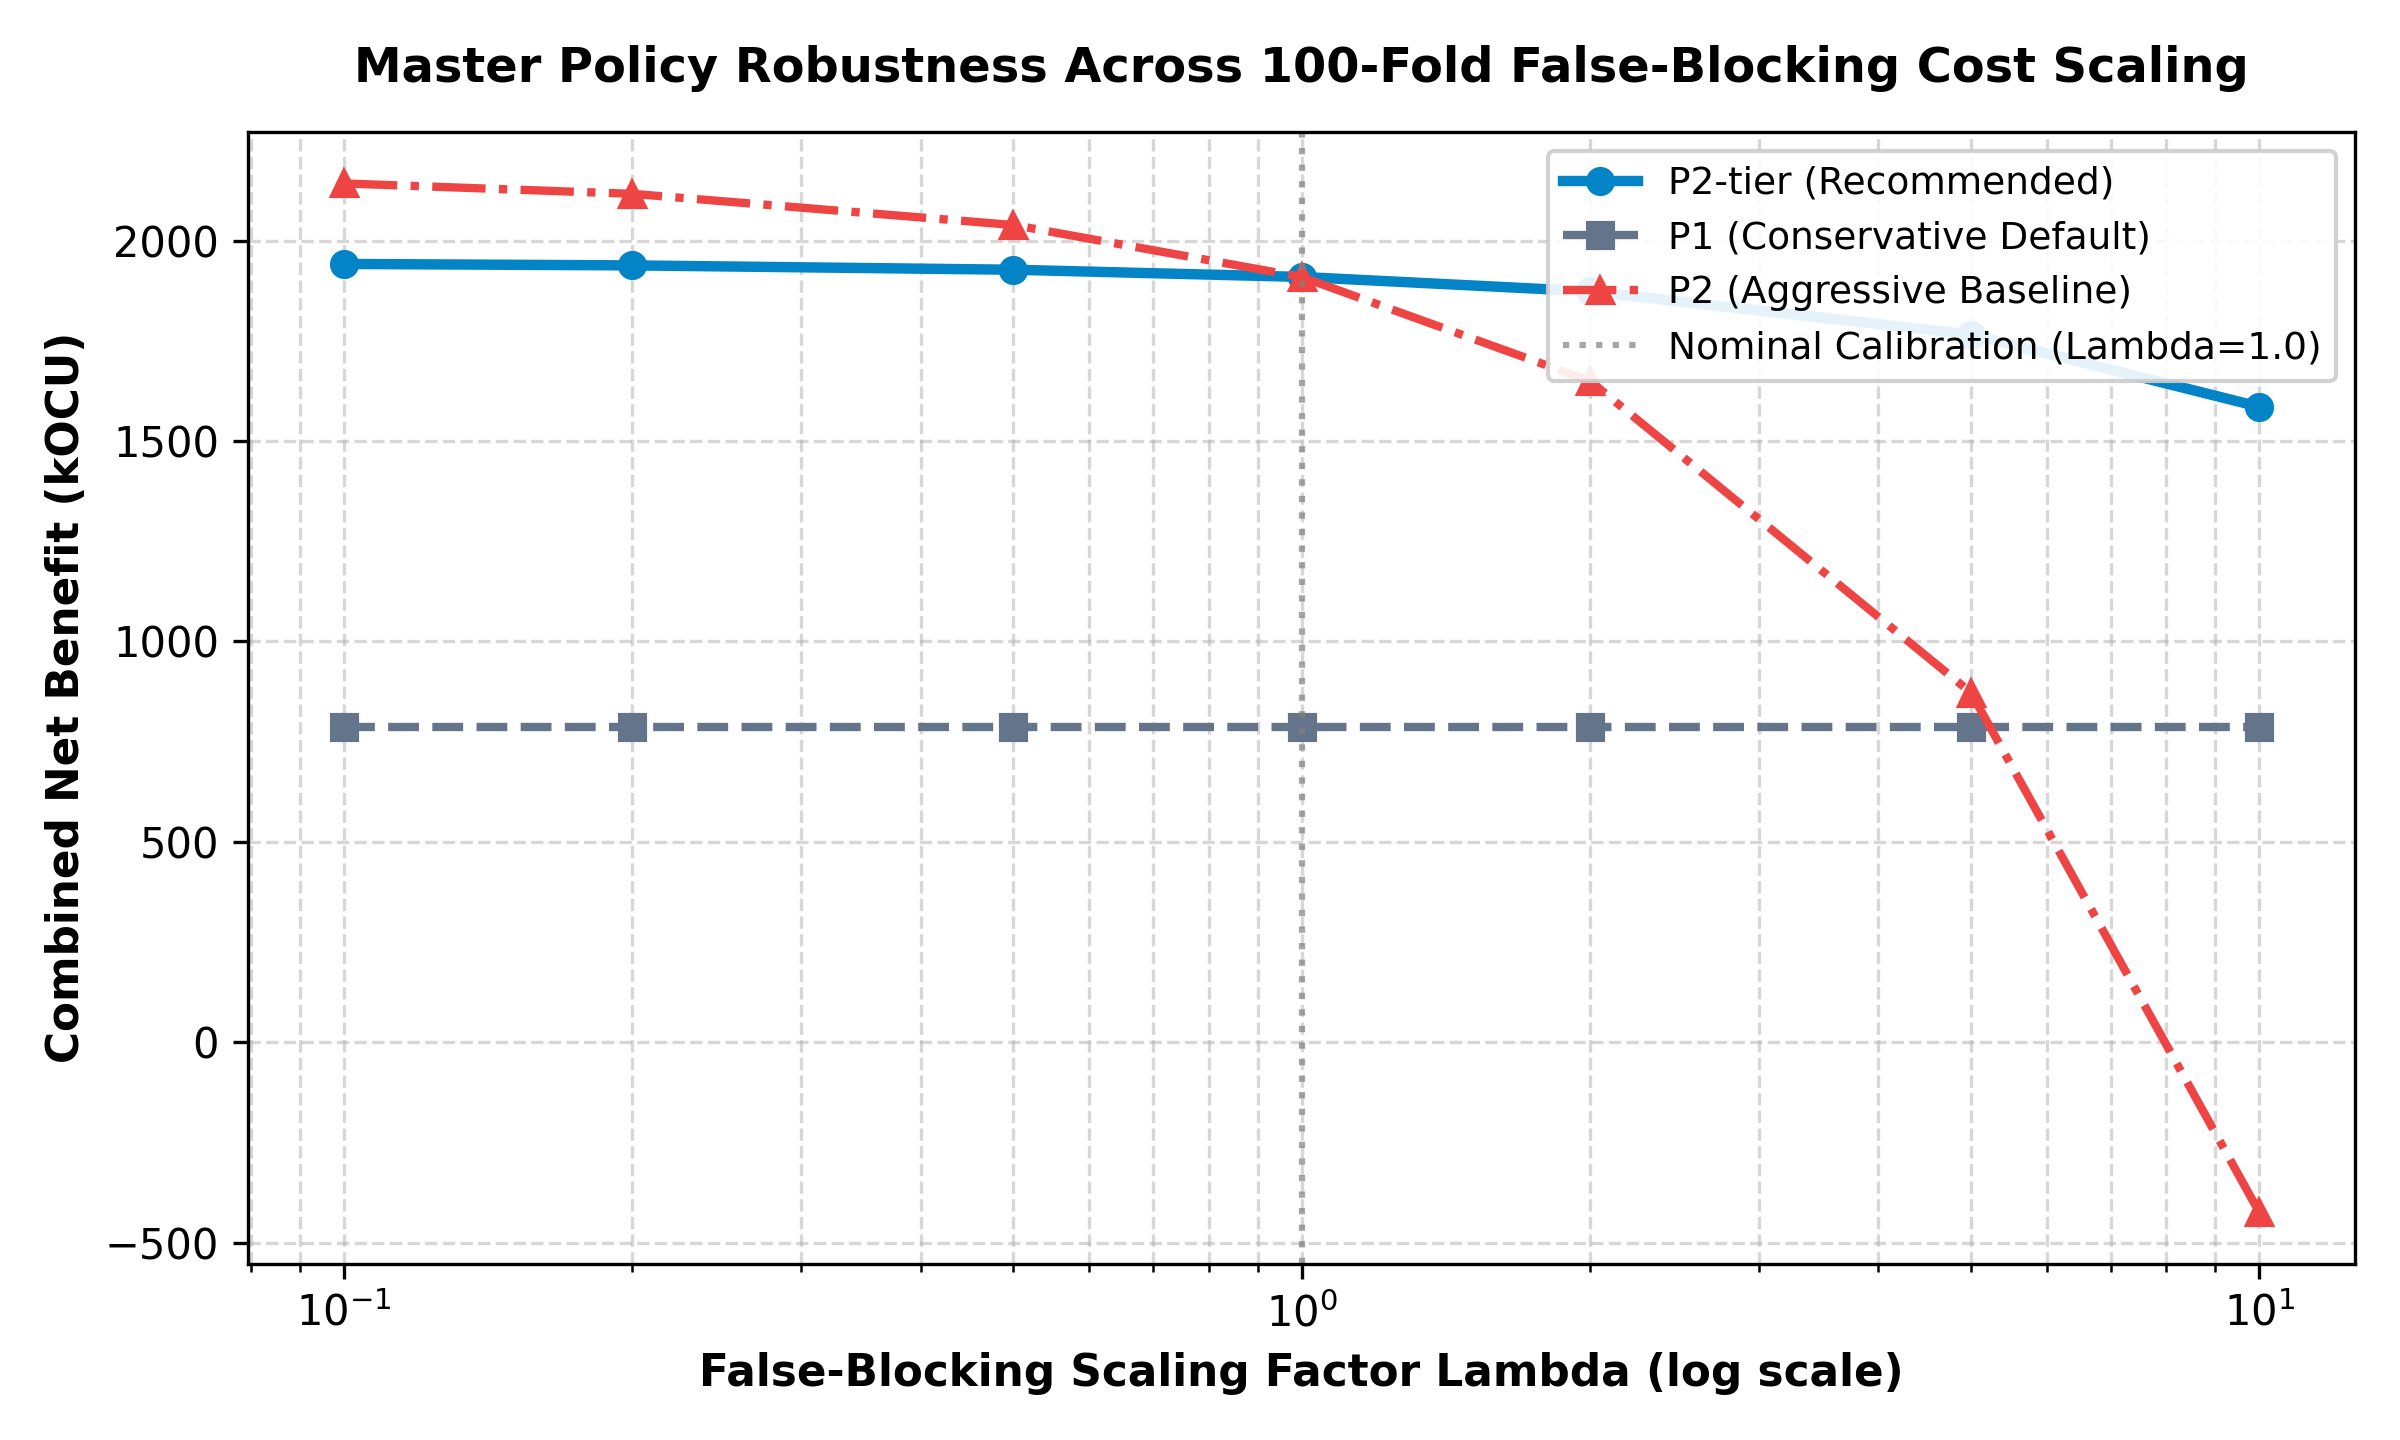 Master Policy Robustness Across 100-Fold False-Blocking Cost Scaling
P2-tier (Recommended)
P1 (Conservative Default)
P2 (Aggressive Baseline)
Nominal Calibration (Lambda=1.0)
Combined Net Benefit (kOCU)
2000
1500
1000
500
0
−500
10⁻¹
10⁰
10¹
False-Blocking Scaling Factor Lambda (log scale)